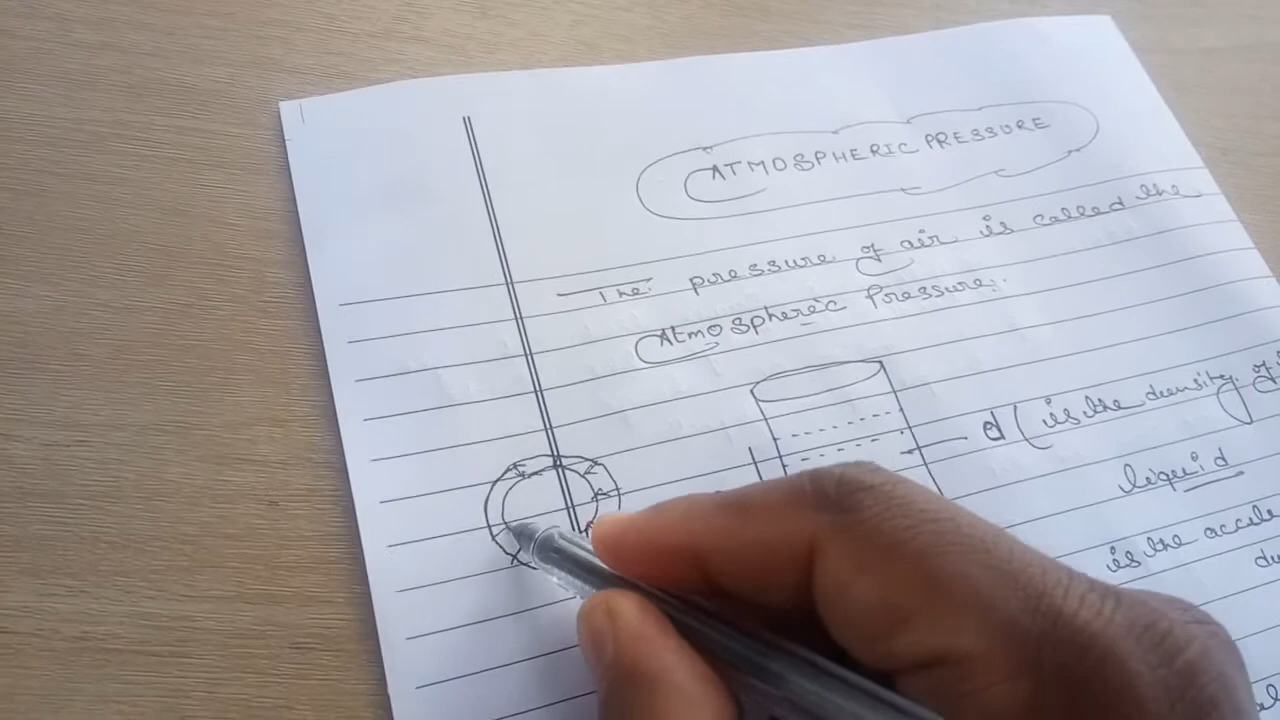 ATMOSPHERIC PRESSURE
The pressure of air is called the
Atmospheric Pressure.
d (is the density of
liquid
is the accele
du